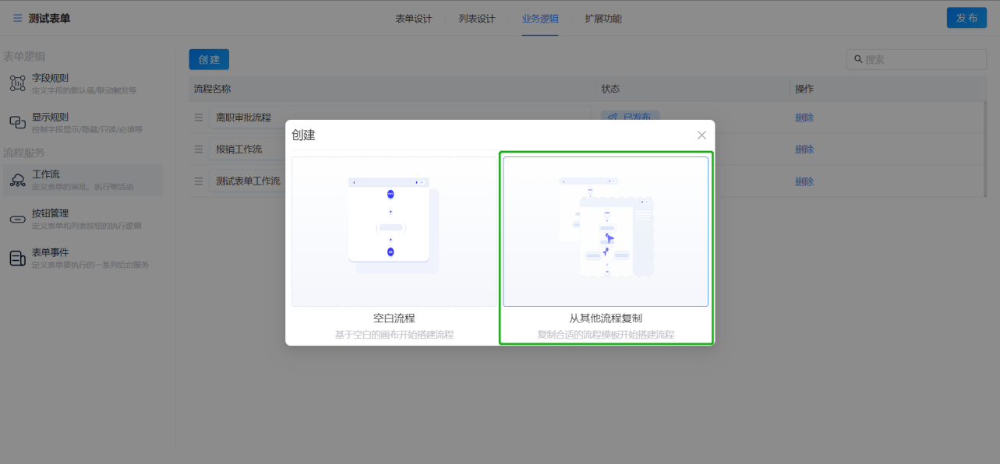 测试表单
表单设计
列表设计
业务逻辑
扩展功能
发 布
表单逻辑
字段规则
定义字段的默认值/联动触发等
显示规则
控制字段显示/隐藏/只读/必填等
流程服务
工作流
定义表单的审批、执行等活动
按钮管理
定义表单和列表按钮的执行逻辑
表单事件
定义表单要执行的一系列后台服务
创 建
搜索
流程名称
状态
操作
离职审批流程
已发布
删除
报销工作流
删除
测试表单工作流
删除
创建
空白流程
基于空白的画布开始搭建流程
从其他流程复制
复制合适的流程模板开始搭建流程